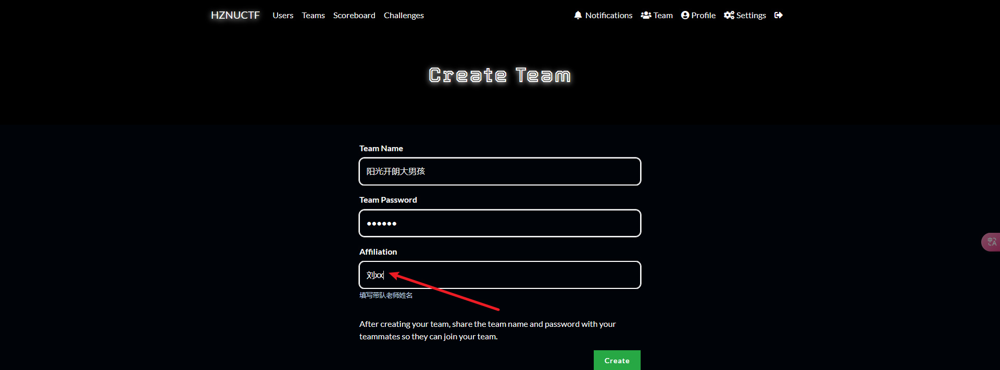 HZNUCTF Users Teams Scoreboard Challenges Notifications Team Profile Settings
Create Team
Team Name
阳光开朗大男孩
Team Password
••••••
Affiliation
刘xx
填写带队老师姓名
After creating your team, share the team name and password with your
teammates so they can join your team.
Create